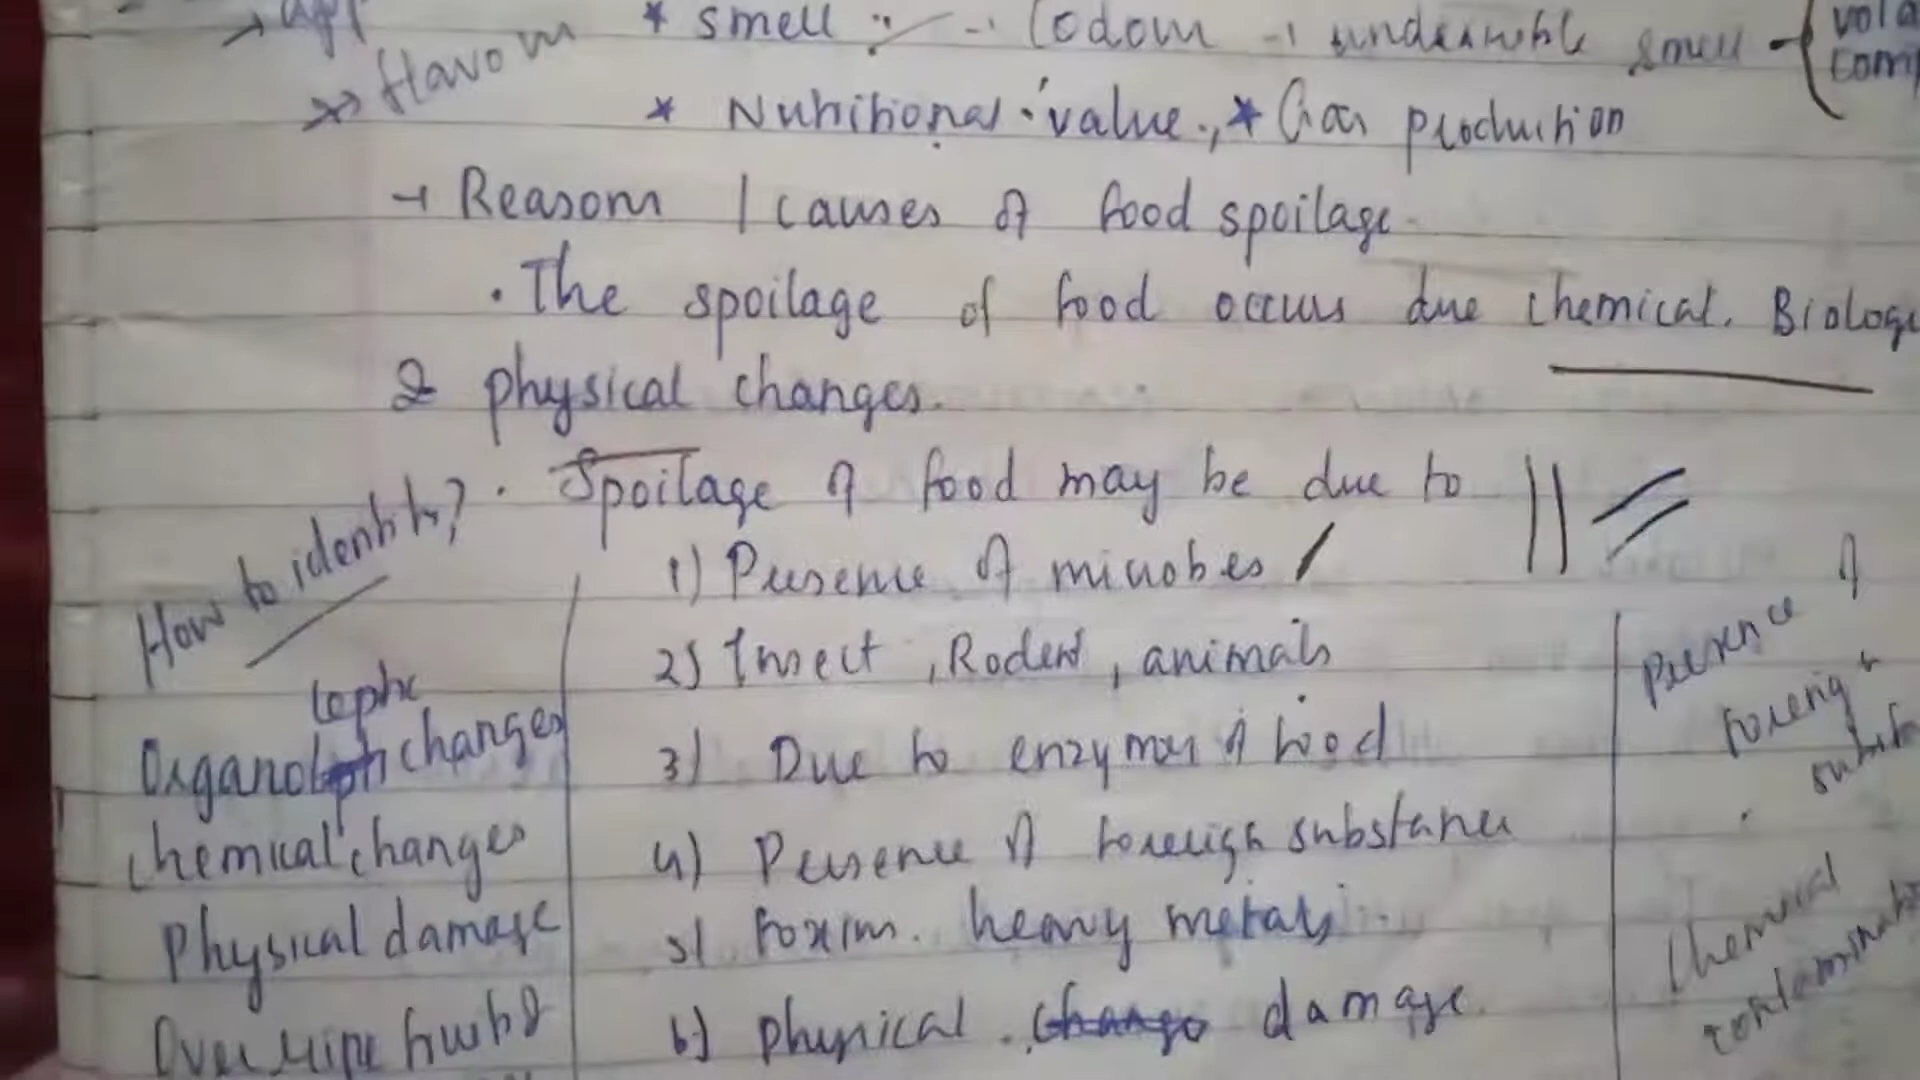 → flavour
* smell :- (odour → undesirable smell
* Nutritional value., * Gas production
→ Reasons / causes of food spoilage.
. The spoilage of food occurs due chemical. Biolog
& physical changes.
How to identify?
. Spoilage of food may be due to
1) Presence of microbes
2) Insect, Rodent, animals
3) Due to enzymes of food
4) Presence of foreign substance
5) Toxins. heavy metals.
6) physical damage.
Organoleptic changes
chemical changes
Physical damage
Over ripe fruits &
Presence of
foreign
chemical